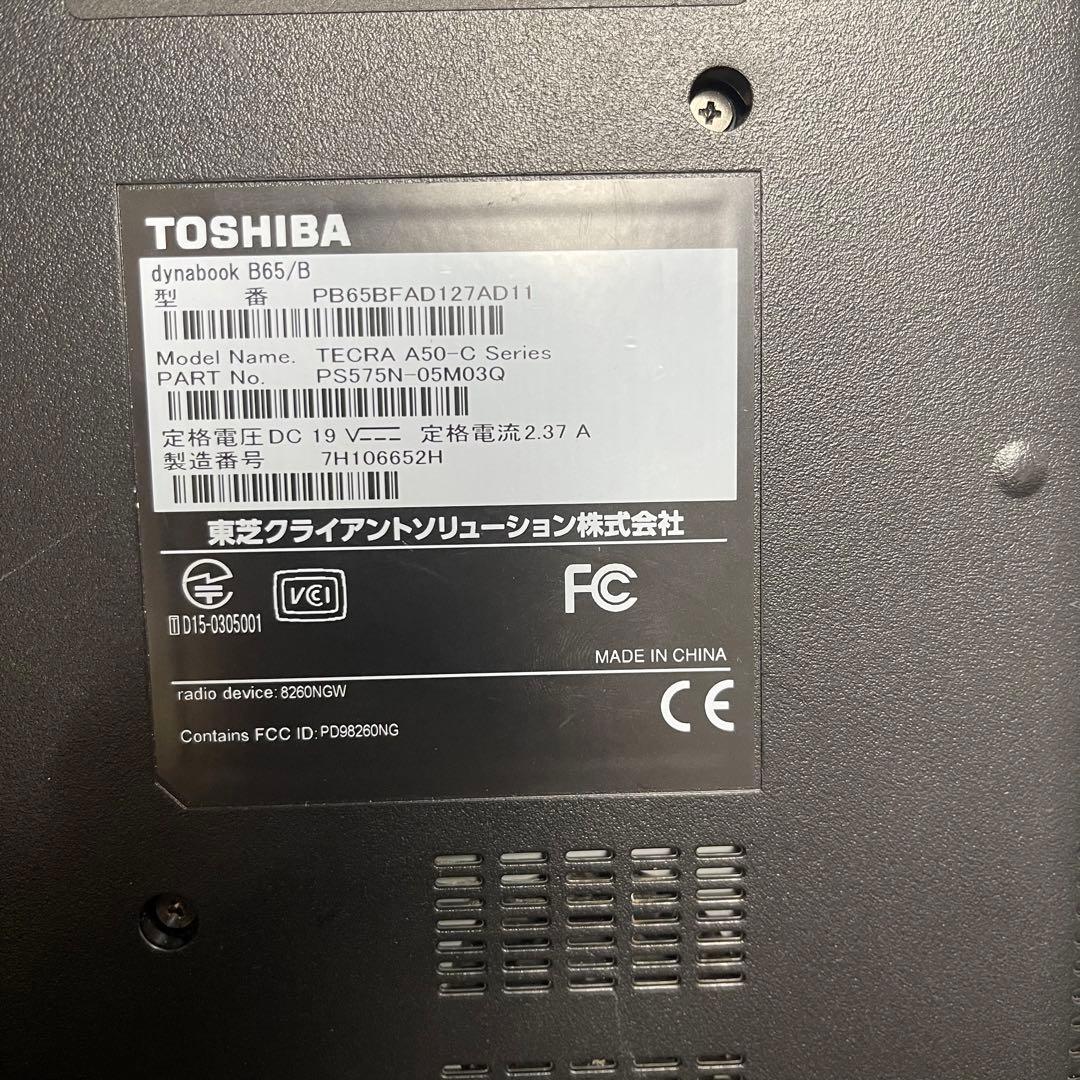 TOSHIBA
dynabook B65/B
型 番 PB65BFAD127AD11
Model Name. TECRA A50-C Series
PART No. PS575N-05M03Q
定格電圧DC 19 V 定格電流2.37 A
製造番号 7H106652H
東芝クライアントソリューション株式会社
VCI
FC
T D15-0305001
MADE IN CHINA
radio device: 8260NGW
CE
Contains FCC ID: PD98260NG